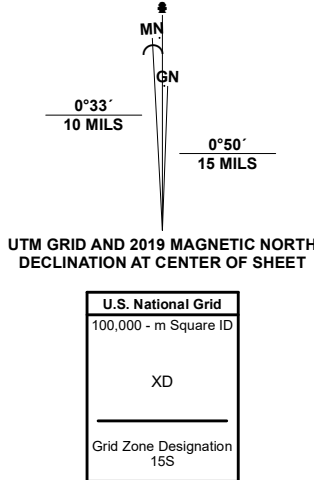 MN
GN
0°33´
10 MILS
0°50´
15 MILS
UTM GRID AND 2019 MAGNETIC NORTH
DECLINATION AT CENTER OF SHEET
U.S. National Grid
100,000 - m Square ID
XD
Grid Zone Designation
15S